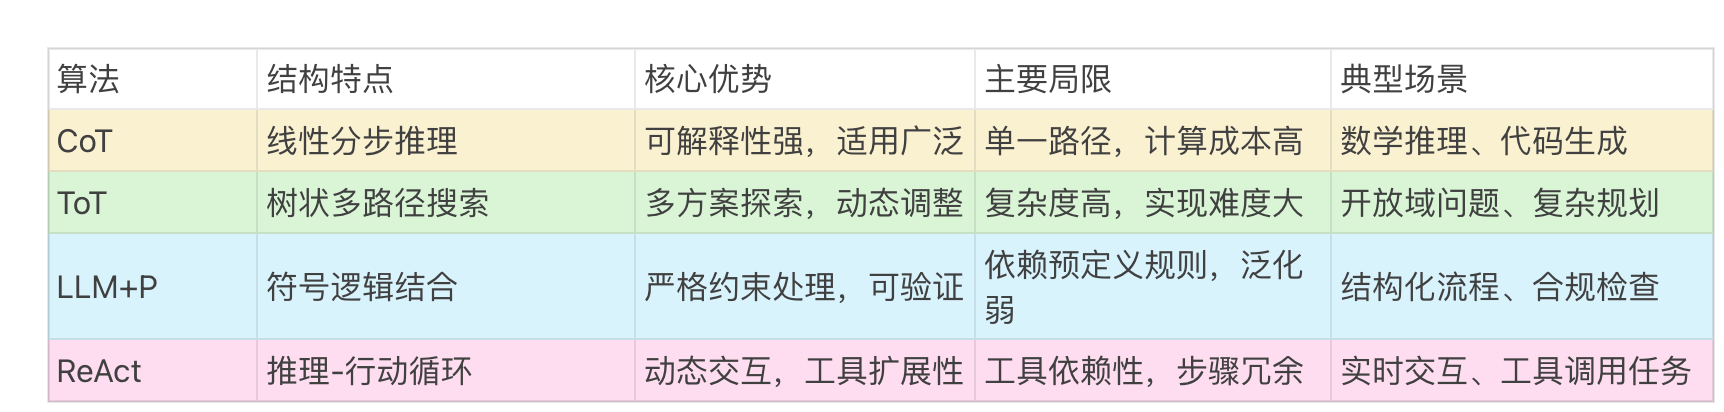 算法 结构特点 核心优势 主要局限 典型场景
CoT 线性分步推理 可解释性强，适用广泛 单一路径，计算成本高 数学推理、代码生成
ToT 树状多路径搜索 多方案探索，动态调整 复杂度高，实现难度大 开放域问题、复杂规划
LLM+P 符号逻辑结合 严格约束处理，可验证 依赖预定义规则，泛化
弱 结构化流程、合规检查
ReAct 推理-行动循环 动态交互，工具扩展性 工具依赖性，步骤冗余 实时交互、工具调用任务